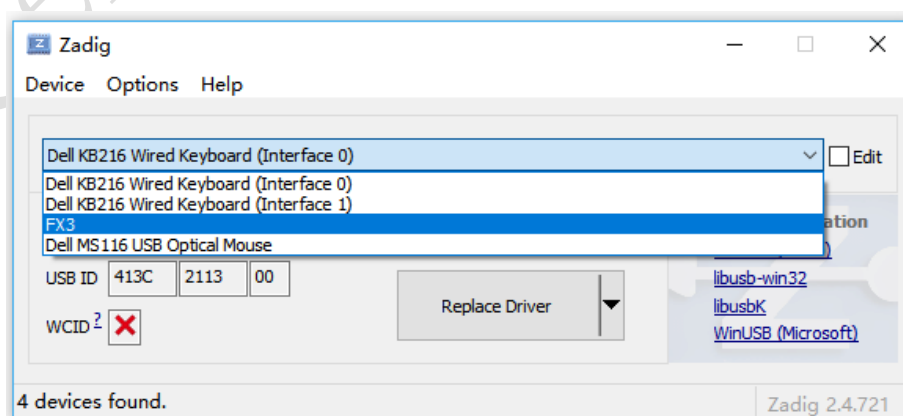 Zadig
Device Options Help
Dell KB216 Wired Keyboard (Interface 0)
Edit
Dell KB216 Wired Keyboard (Interface 0)
Dell KB216 Wired Keyboard (Interface 1)
FX3
ation
Dell MS116 USB Optical Mouse
USB ID 413C 2113 00
libusb-win32
Replace Driver
libusbK
WCID ?
WinUSB (Microsoft)
4 devices found.
Zadig 2.4.721